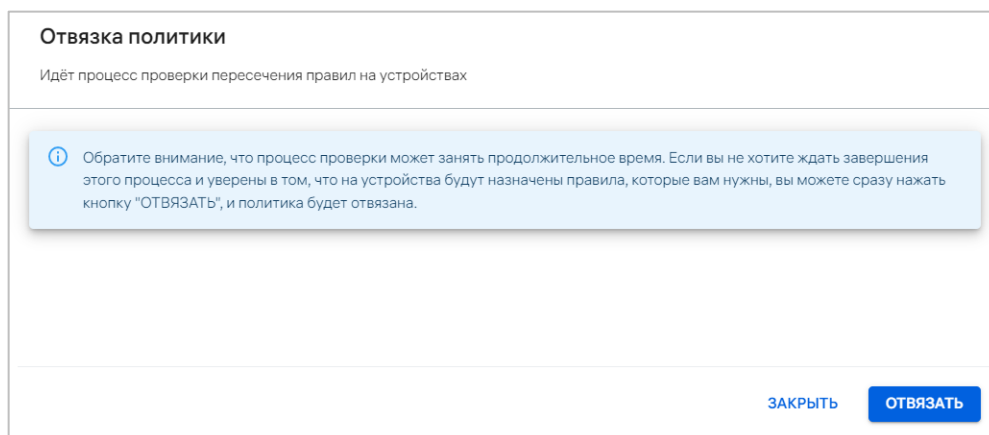 Отвязка политики
Идёт процесс проверки пересечения правил на устройствах
Обратите внимание, что процесс проверки может занять продолжительное время. Если вы не хотите ждать завершения
этого процесса и уверены в том, что на устройства будут назначены правила, которые вам нужны, вы можете сразу нажать
кнопку "ОТВЯЗАТЬ", и политика будет отвязана.
ЗАКРЫТЬ ОТВЯЗАТЬ